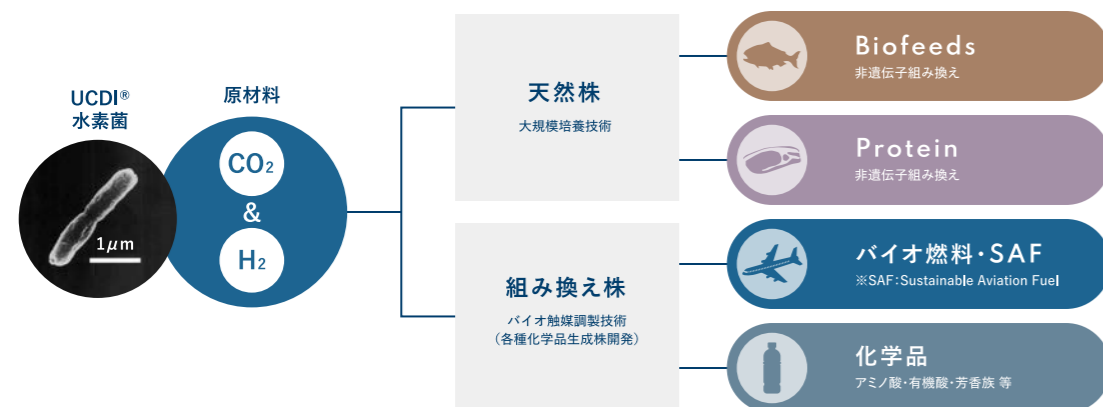 UCDI®
水素菌
1μm
原材料
CO₂
&
H₂
天然株
大規模培養技術
組み換え株
バイオ触媒調製技術
（各種化学品生成株開発）
Biofeeds
非遺伝子組み換え
Protein
非遺伝子組み換え
バイオ燃料・SAF
※SAF：Sustainable Aviation Fuel
化学品
アミノ酸・有機酸・芳香族 等